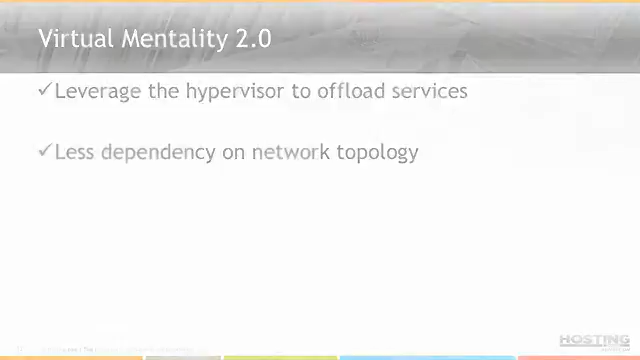 Virtual Mentality 2.0
✓Leverage the hypervisor to offload services
✓Less dependency on network topology
HOSTING